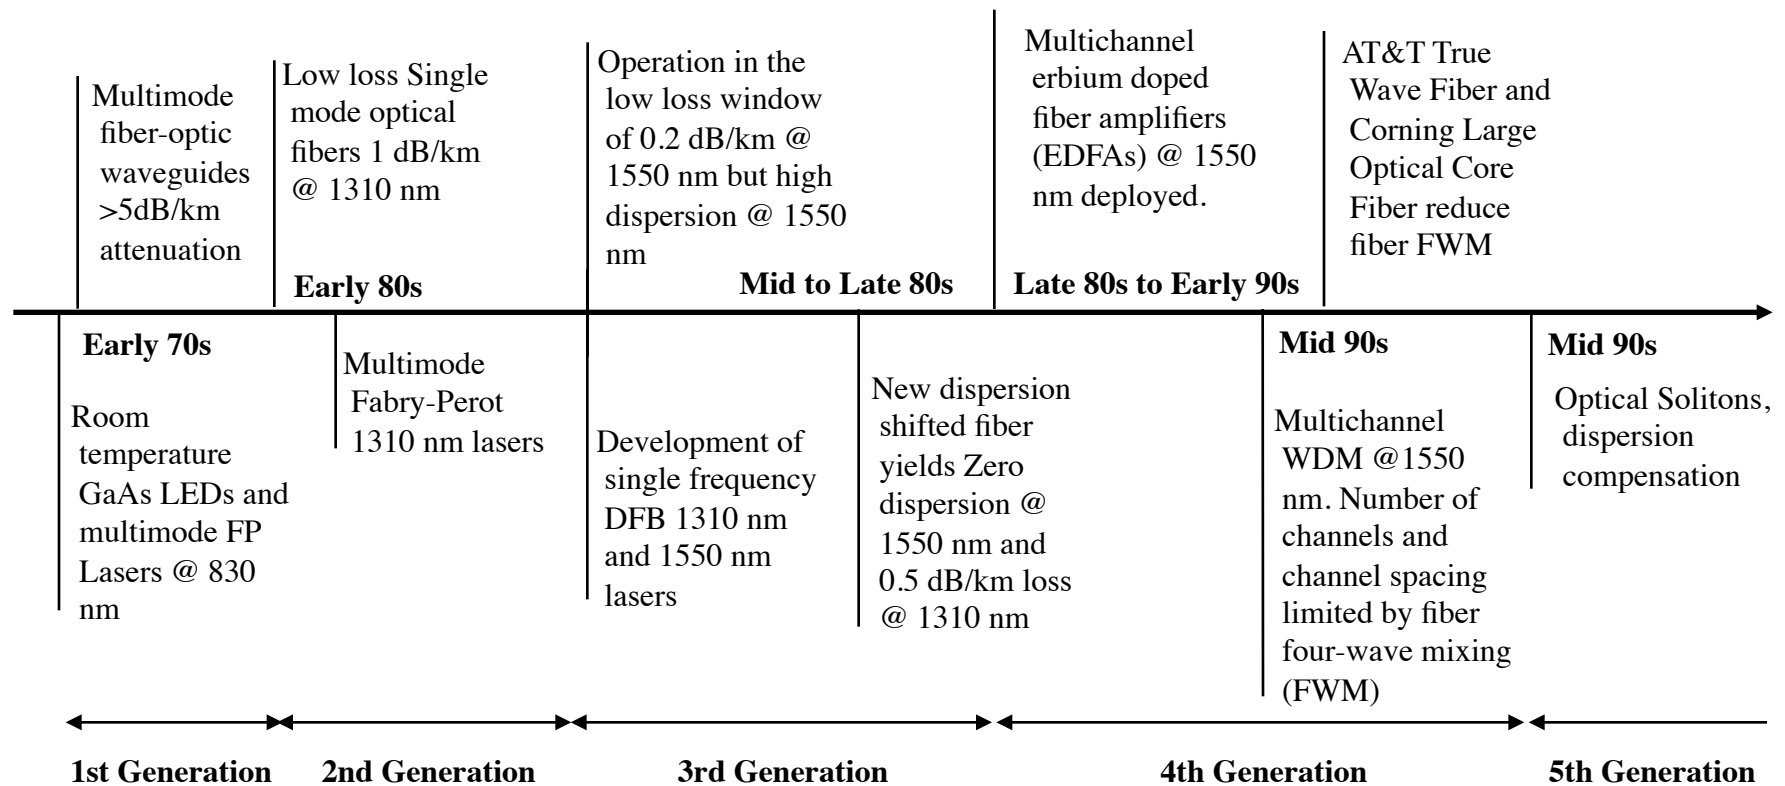 Multimode
fiber-optic
waveguides
>5dB/km
attenuation
Low loss Single
mode optical
fibers 1 dB/km
@ 1310 nm
Operation in the
low loss window
of 0.2 dB/km @
1550 nm but high
dispersion @ 1550
nm
Multichannel
erbium doped
fiber amplifiers
(EDFAs) @ 1550
nm deployed.
AT&T True
Wave Fiber and
Corning Large
Optical Core
Fiber reduce
fiber FWM
Early 80s
Mid to Late 80s
Late 80s to Early 90s
Early 70s
Room
temperature
GaAs LEDs and
multimode FP
Lasers @ 830
nm
Multimode
Fabry-Perot
1310 nm lasers
Development of
single frequency
DFB 1310 nm
and 1550 nm
lasers
New dispersion
shifted fiber
yields Zero
dispersion @
1550 nm and
0.5 dB/km loss
@ 1310 nm
Mid 90s
Multichannel
WDM @1550
nm. Number of
channels and
channel spacing
limited by fiber
four-wave mixing
(FWM)
Mid 90s
Optical Solitons,
dispersion
compensation
1st Generation
2nd Generation
3rd Generation
4th Generation
5th Generation